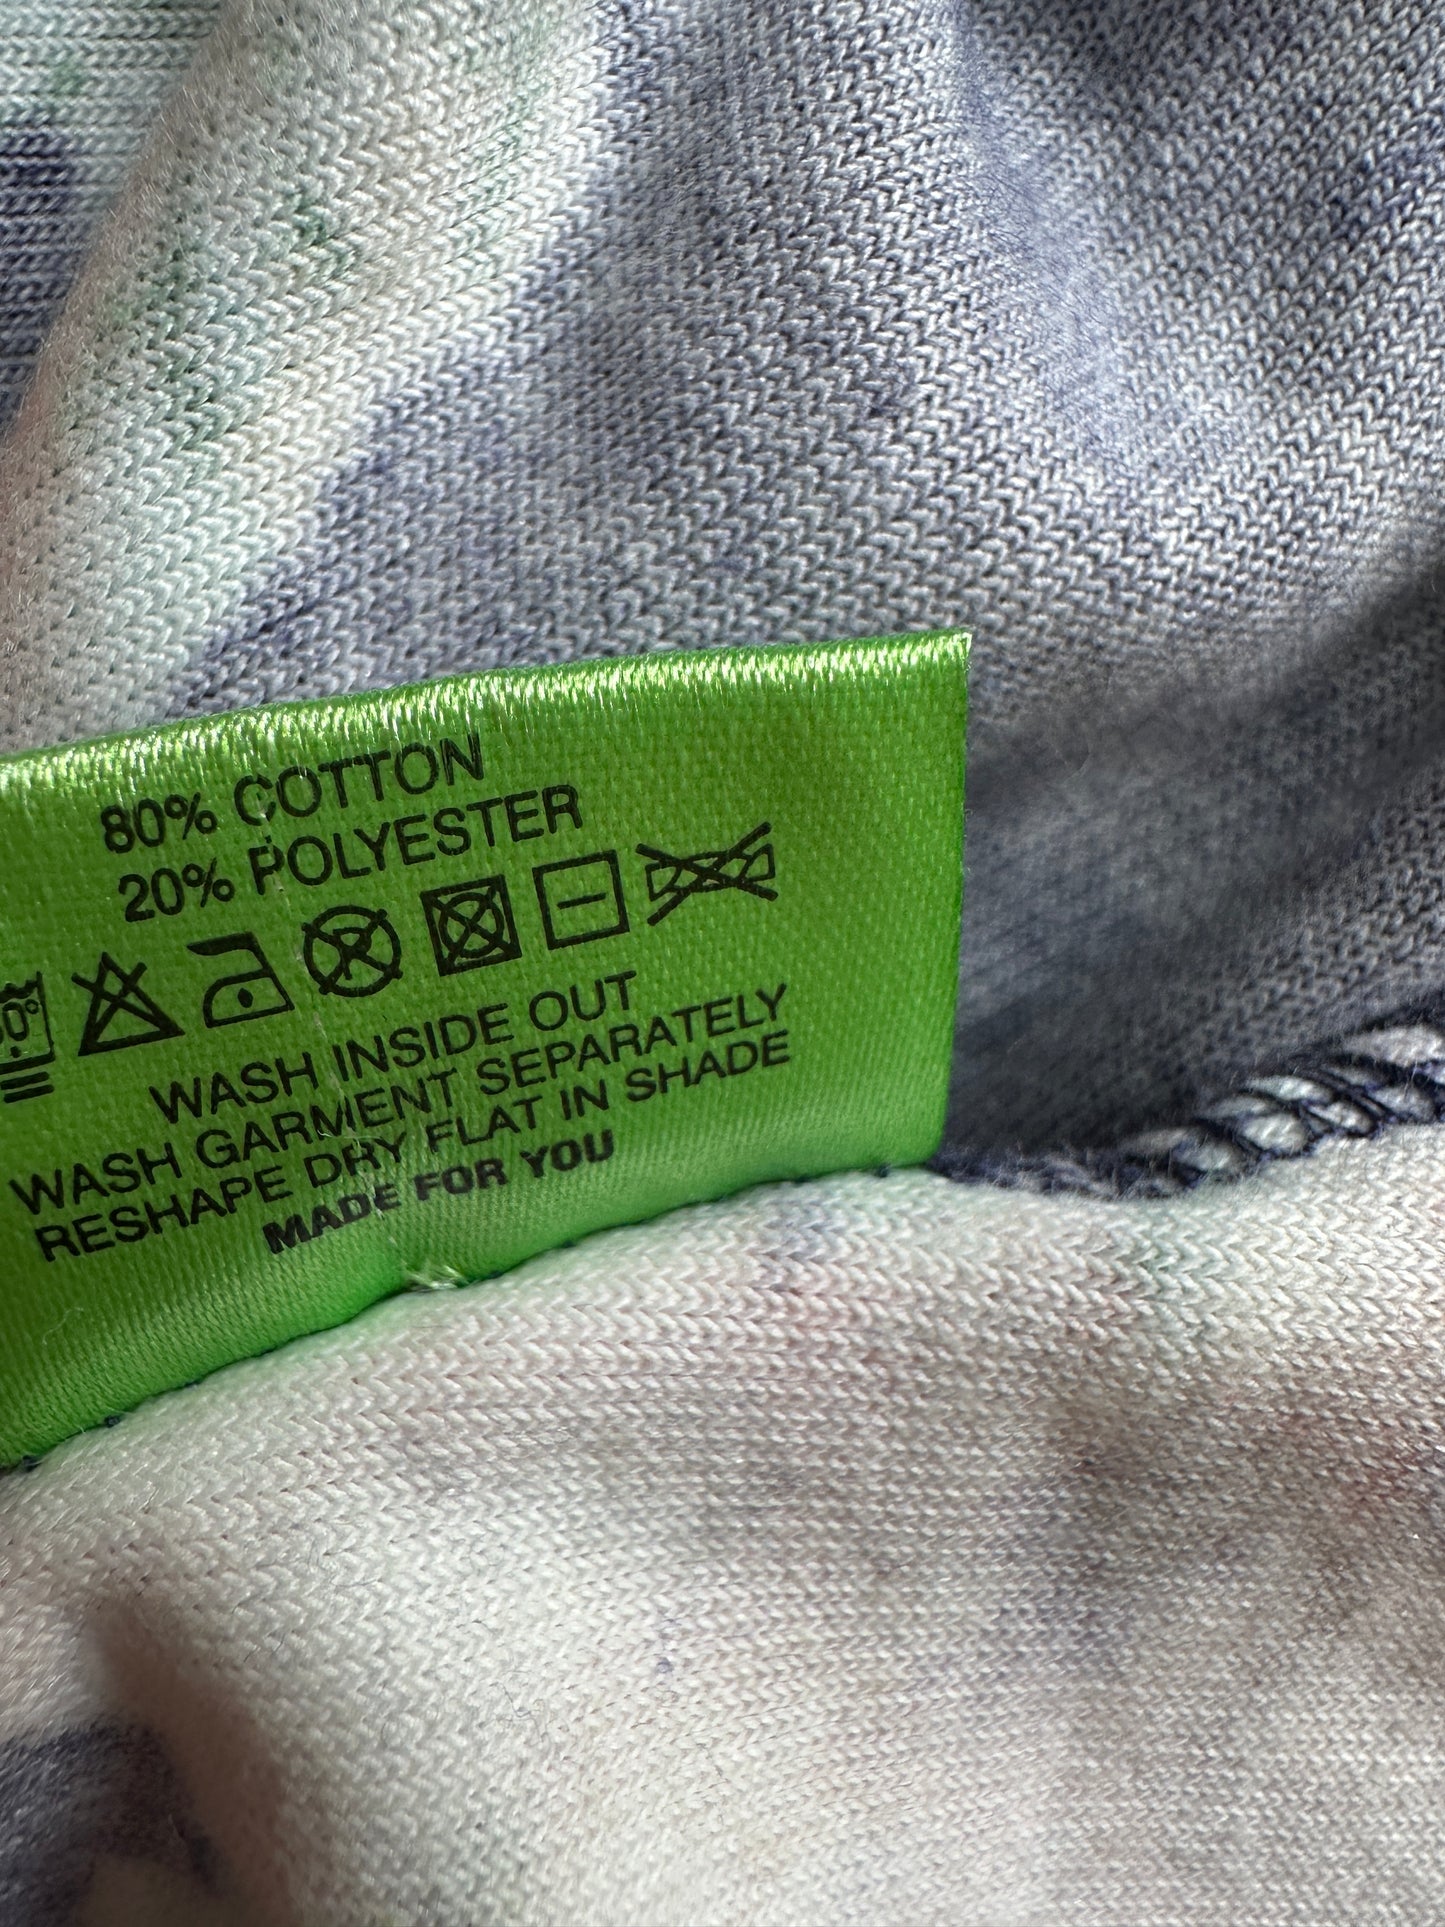 80% COTTON
20% POLYESTER
WASH INSIDE OUT
WASH GARMENT SEPARATELY
RESHAPE DRY FLAT IN SHADE
MADE FOR YOU